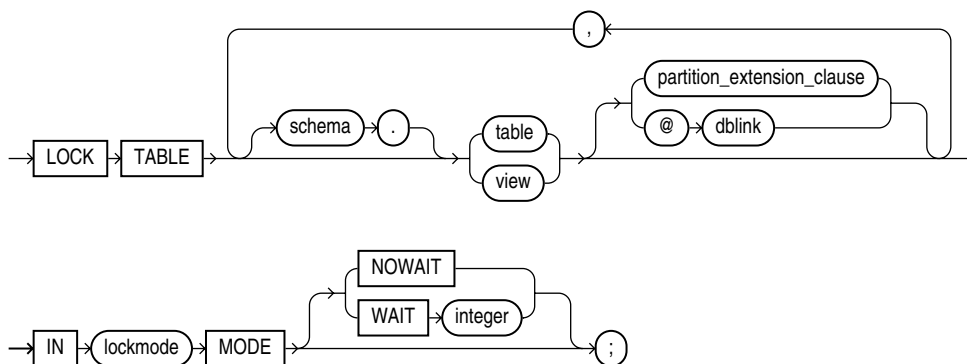 ,
partition_extension_clause
schema . table @ dblink
LOCK TABLE view
NOWAIT
WAIT integer
IN lockmode MODE ;